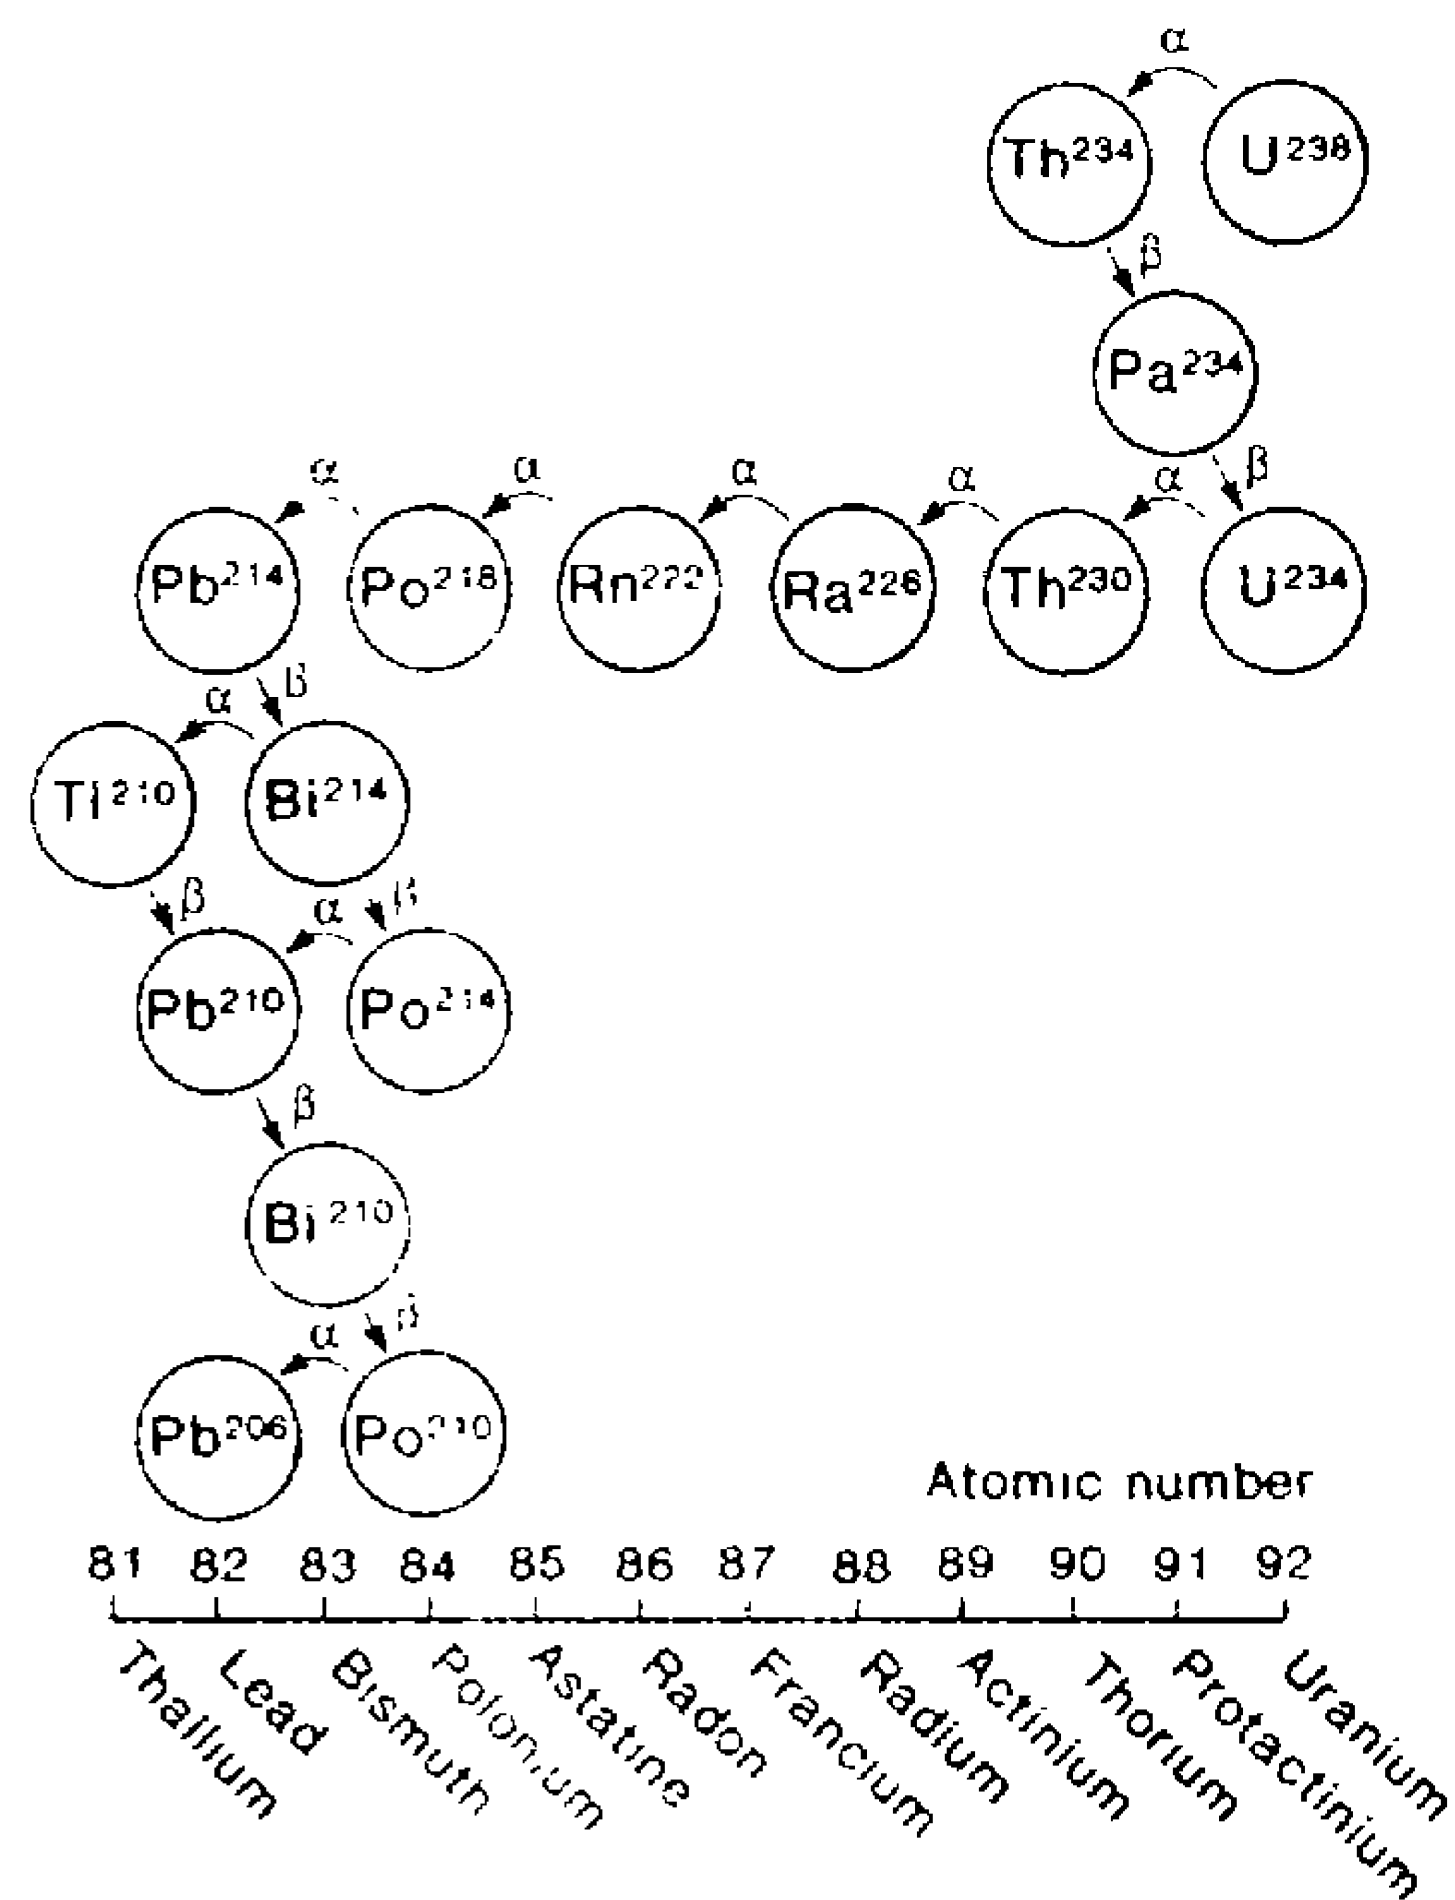 α
Th²³⁴ U²³⁸
β
Pa²³⁴
β
α α α α α
Pb²¹⁴ Po²¹⁸ Rn²²² Ra²²⁶ Th²³⁰ U²³⁴
β
α
Tl²¹⁰ Bi²¹⁴
β α β
Pb²¹⁰ Po²¹⁴
β
Bi²¹⁰
α β
Pb²⁰⁶ Po²¹⁰
Atomic number
81 82 83 84 85 86 87 88 89 90 91 92
Thallium
Lead
Bismuth
Polonium
Astatine
Radon
Francium
Radium
Actinium
Thorium
Protactinium
Uranium